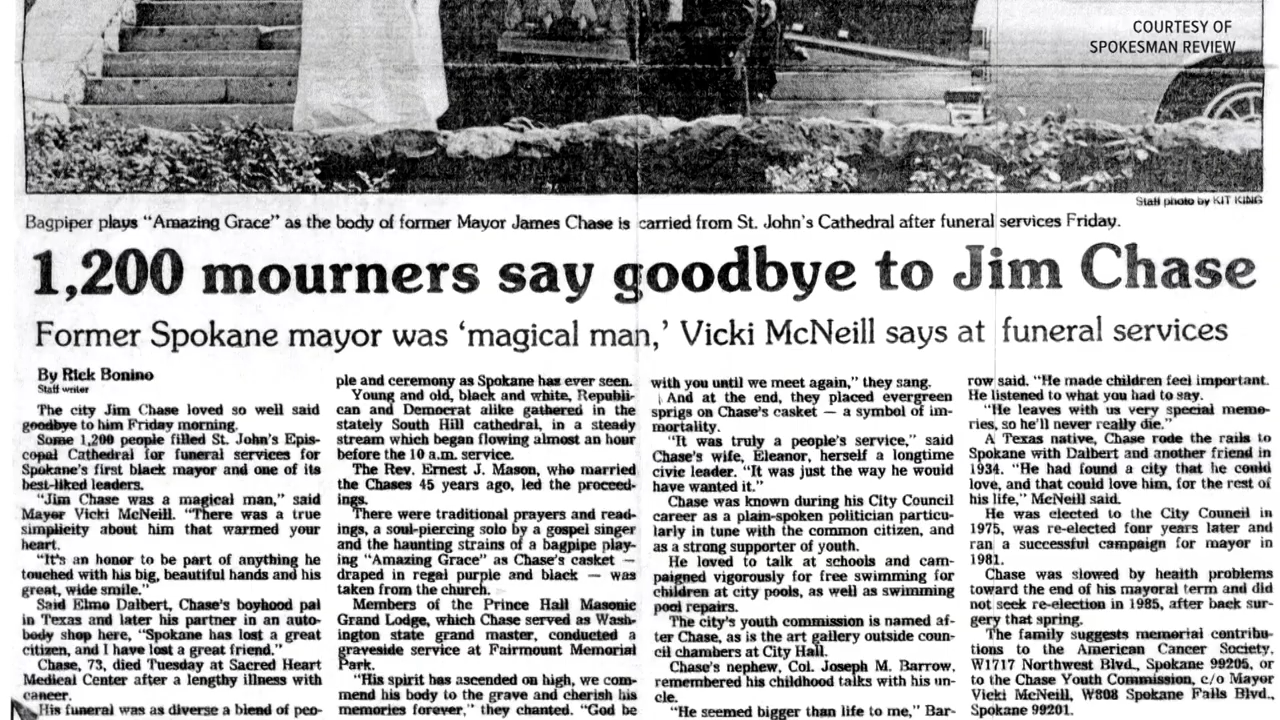 COURTESY OF
SPOKESMAN REVIEW
Staff photo by KIT KING
Bagpiper plays "Amazing Grace" as the body of former Mayor James Chase is carried from St. John's Cathedral after funeral services Friday.
1,200 mourners say goodbye to Jim Chase
Former Spokane mayor was 'magical man,' Vicki McNeill says at funeral services
By Rick Bonino
Staff writer
The city Jim Chase loved so well said
goodbye to him Friday morning.
Some 1,200 people filled St. John's Epis-
copal Cathedral for funeral services for
Spokane's first black mayor and one of its
best-liked leaders.
"Jim Chase was a magical man," said
Mayor Vicki McNeill. "There was a true
simplicity about him that warmed your
heart.
"It's an honor to be part of anything he
touched with his big, beautiful hands and his
great, wide smile."
Said Elmo Dalbert, Chase's boyhood pal
in Texas and later his partner in an auto-
body shop here, "Spokane has lost a great
citizen, and I have lost a great friend."
Chase, 73, died Tuesday at Sacred Heart
Medical Center after a lengthy illness with
cancer.
His funeral was as diverse a blend of peo-
ple and ceremony as Spokane has ever seen.
Young and old, black and white, Republi-
can and Democrat alike gathered in the
stately South Hill cathedral, in a steady
stream which began flowing almost an hour
before the 10 a.m. service.
The Rev. Ernest J. Mason, who married
the Chases 45 years ago, led the proceed-
ings.
There were traditional prayers and read-
ings, a soul-piercing solo by a gospel singer
and the haunting strains of a bagpipe play-
ing "Amazing Grace" as Chase's casket —
draped in regal purple and black — was
taken from the church.
Members of the Prince Hall Masonic
Grand Lodge, which Chase served as Wash-
ington state grand master, conducted a
graveside service at Fairmount Memorial
Park.
"His spirit has ascended on high, we com-
mend his body to the grave and cherish his
memories forever," they chanted. "God be
with you until we meet again," they sang.
And at the end, they placed evergreen
sprigs on Chase's casket — a symbol of im-
mortality.
"It was truly a people's service," said
Chase's wife, Eleanor, herself a longtime
civic leader. "It was just the way he would
have wanted it."
Chase was known during his City Council
career as a plain-spoken politician particu-
larly in tune with the common citizen, and
as a strong supporter of youth.
He loved to talk at schools and cam-
paigned vigorously for free swimming for
children at city pools, as well as swimming
pool repairs.
The city's youth commission is named af-
ter Chase, as is the art gallery outside coun-
cil chambers at City Hall.
Chase's nephew, Col. Joseph M. Barrow,
remembered his childhood talks with his un-
cle.
"He seemed bigger than life to me," Bar-
row said. "He made children feel important.
He listened to what you had to say.
"He leaves with us very special memo-
ries, so he'll never really die."
A Texas native, Chase rode the rails to
Spokane with Dalbert and another friend in
1934. "He had found a city that he could
love, and that could love him, for the rest of
his life," McNeill said.
He was elected to the City Council in
1975, was re-elected four years later and
ran a successful campaign for mayor in
1981.
Chase was slowed by health problems
toward the end of his mayoral term and did
not seek re-election in 1985, after back sur-
gery that spring.
The family suggests memorial contribu-
tions to the American Cancer Society,
W1717 Northwest Blvd., Spokane 99205, or
to the Chase Youth Commission, c/o Mayor
Vicki McNeill, W808 Spokane Falls Blvd.,
Spokane 99201.